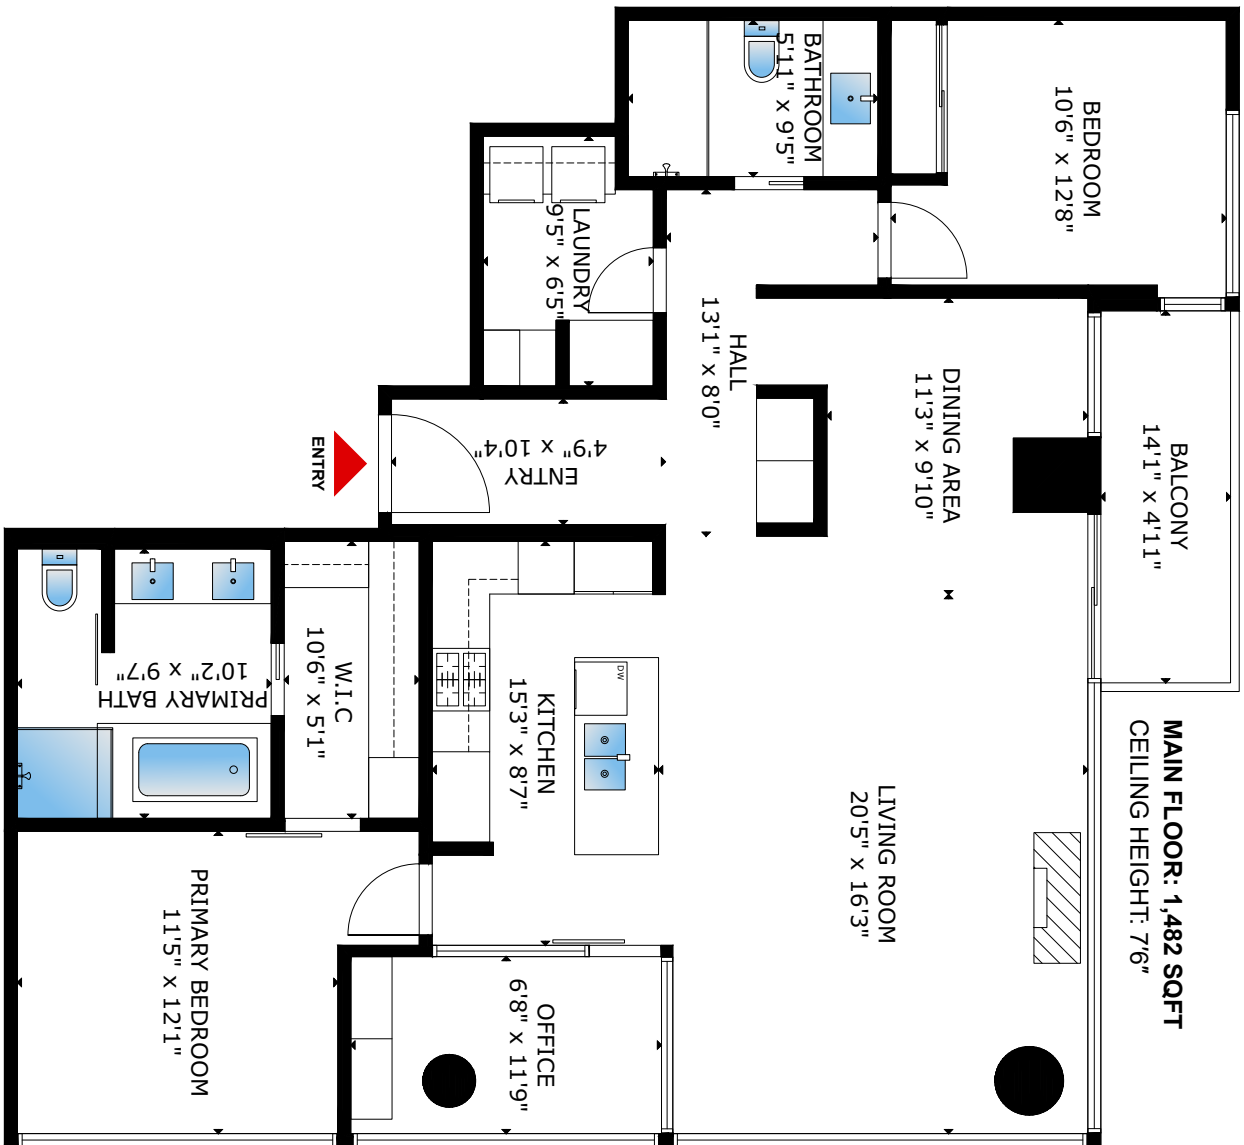 BATHROOM
5'11" x 9'5"
BEDROOM
10'6" x 12'8"
LAUNDRY
9'5" x 6'5"
HALL
13'1" x 8'0"
DINING AREA
11'3" x 9'10"
BALCONY
14'1" x 4'11"
ENTRY
4'9" x 10'4"
ENTRY
PRIMARY BATH
10'2" x 9'7"
W.I.C
10'6" x 5'1"
KITCHEN
15'3" x 8'7"
DW
LIVING ROOM
20'5" x 16'3"
PRIMARY BEDROOM
11'5" x 12'1"
OFFICE
6'8" x 11'9"
MAIN FLOOR: 1,482 SQFT
CEILING HEIGHT: 7'6"